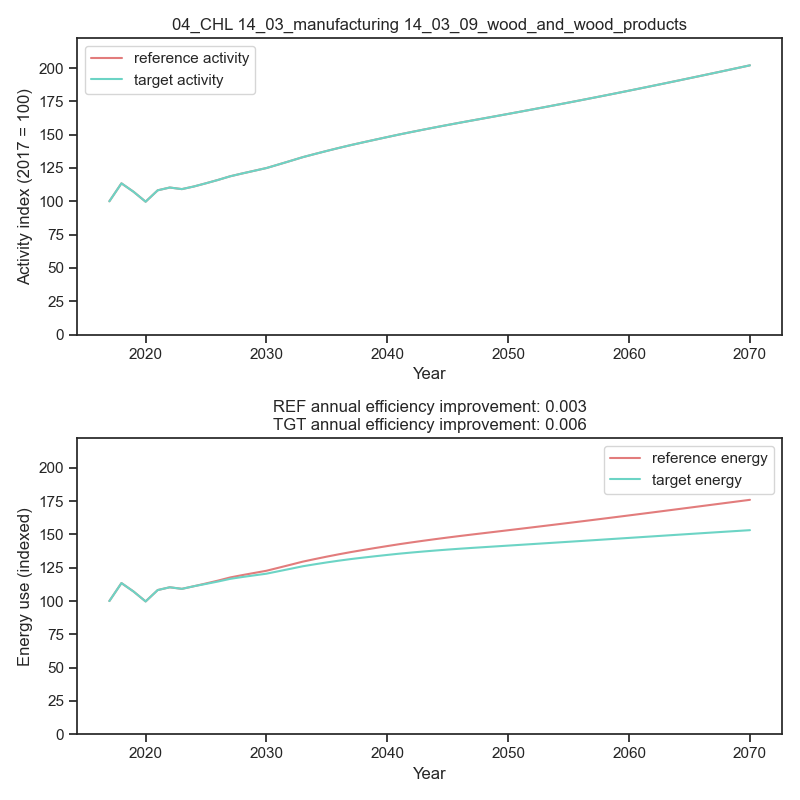 04_CHL 14_03_manufacturing 14_03_09_wood_and_wood_products
reference activity
target activity
Activity index (2017 = 100)
200
175
150
125
100
75
50
25
0
2020
2030
2040
2050
2060
2070
Year
REF annual efficiency improvement: 0.003
TGT annual efficiency improvement: 0.006
reference energy
target energy
Energy use (indexed)
200
175
150
125
100
75
50
25
0
2020
2030
2040
2050
2060
2070
Year